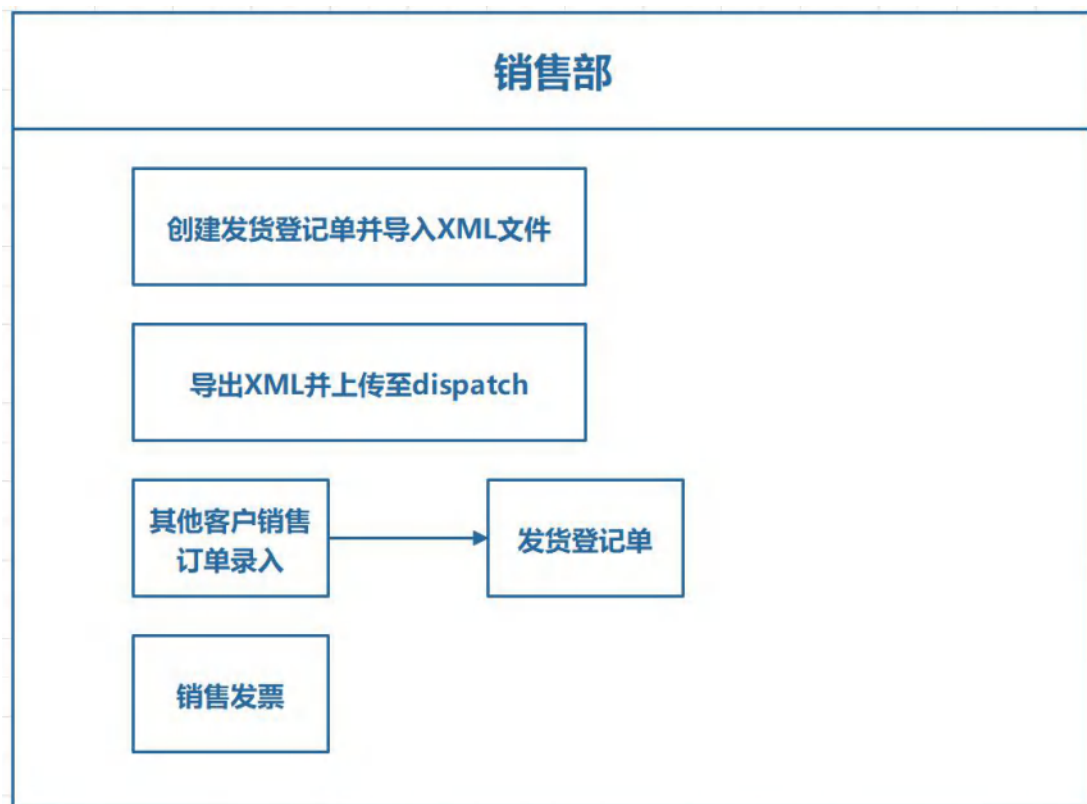 销售部
创建发货登记单并导入XML文件
导出XML并上传至dispatch
其他客户销售
订单录入
发货登记单
销售发票